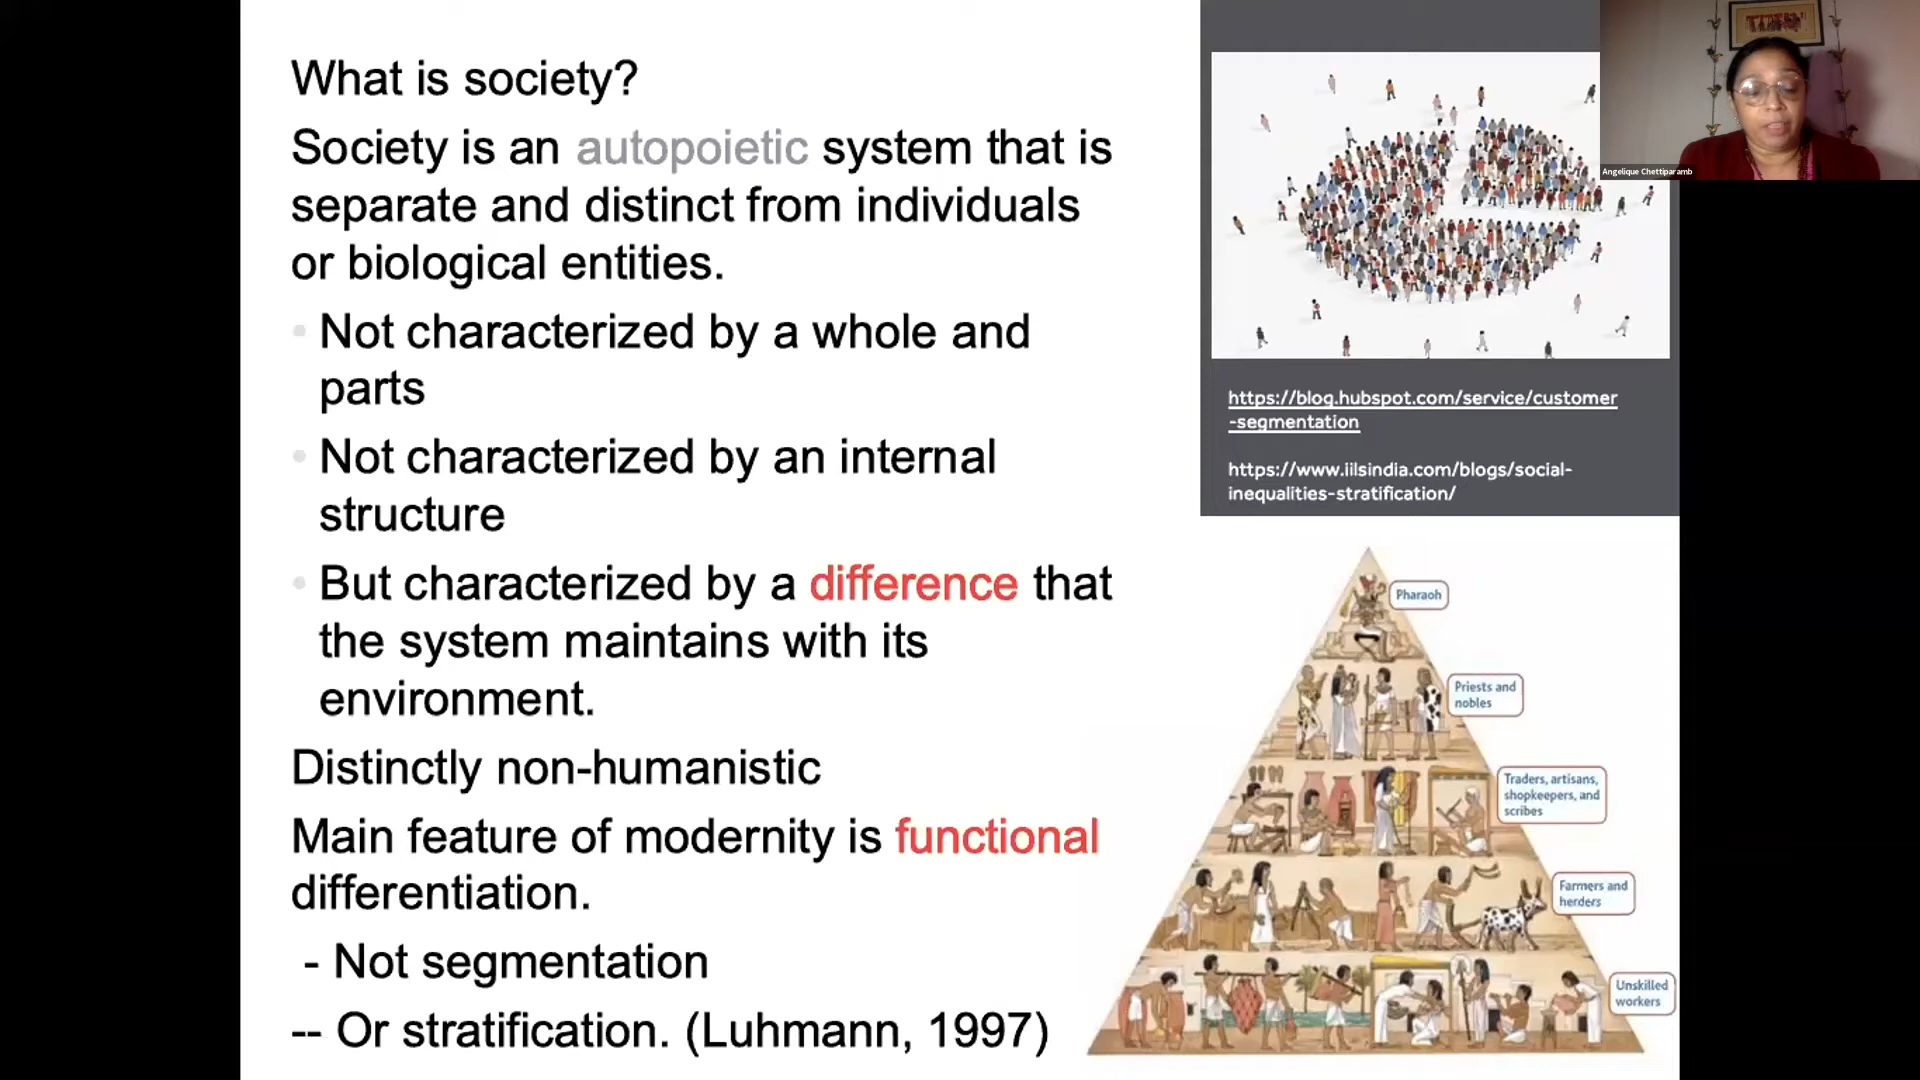 What is society?
Society is an autopoietic system that is
separate and distinct from individuals
or biological entities.
• Not characterized by a whole and
parts
• Not characterized by an internal
structure
• But characterized by a difference that
the system maintains with its
environment.
Distinctly non-humanistic
Main feature of modernity is functional
differentiation.
- Not segmentation
-- Or stratification. (Luhmann, 1997)
Angelique Chettiparamb
https://blog.hubspot.com/service/customer
-segmentation
https://www.iilsindia.com/blogs/social-
inequalities-stratification/
Pharaoh
Priests and
nobles
Traders, artisans,
shopkeepers, and
scribes
Farmers and
herders
Unskilled
workers